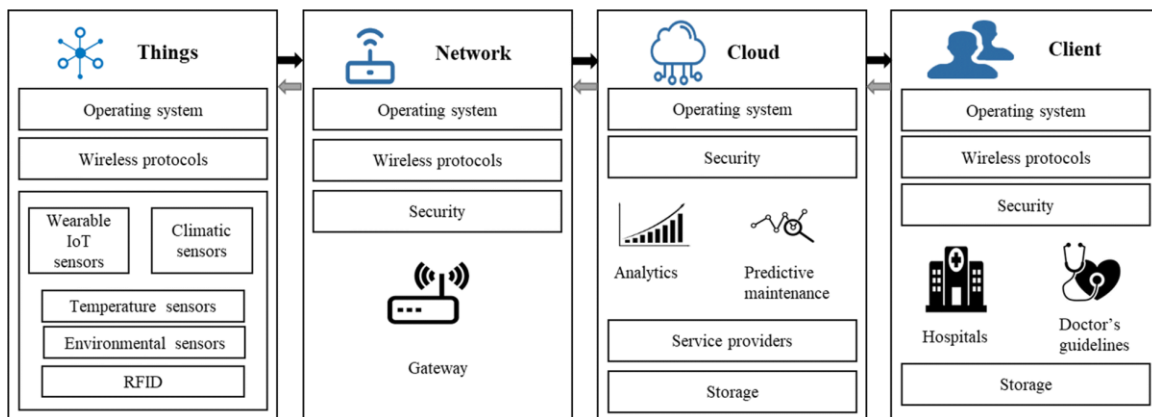 Things
Operating system
Wireless protocols
Wearable
IoT
sensors
Climatic
sensors
Temperature sensors
Environmental sensors
RFID
Network
Operating system
Wireless protocols
Security
Gateway
Cloud
Operating system
Security
Analytics
Predictive
maintenance
Service providers
Storage
Client
Operating system
Wireless protocols
Security
Hospitals
Doctor's
guidelines
Storage